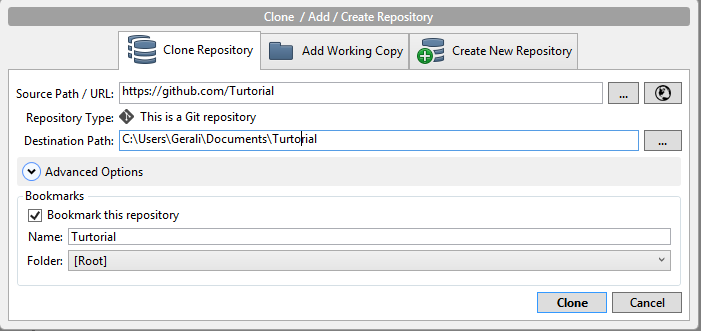 Clone / Add / Create Repository
Clone Repository
Add Working Copy
Create New Repository
Source Path / URL: https://github.com/Turtorial ...
Repository Type: This is a Git repository
Destination Path: C:\Users\Gerali\Documents\Turtorial ...
Advanced Options
Bookmarks
Bookmark this repository
Name: Turtorial
Folder: [Root]
Clone Cancel